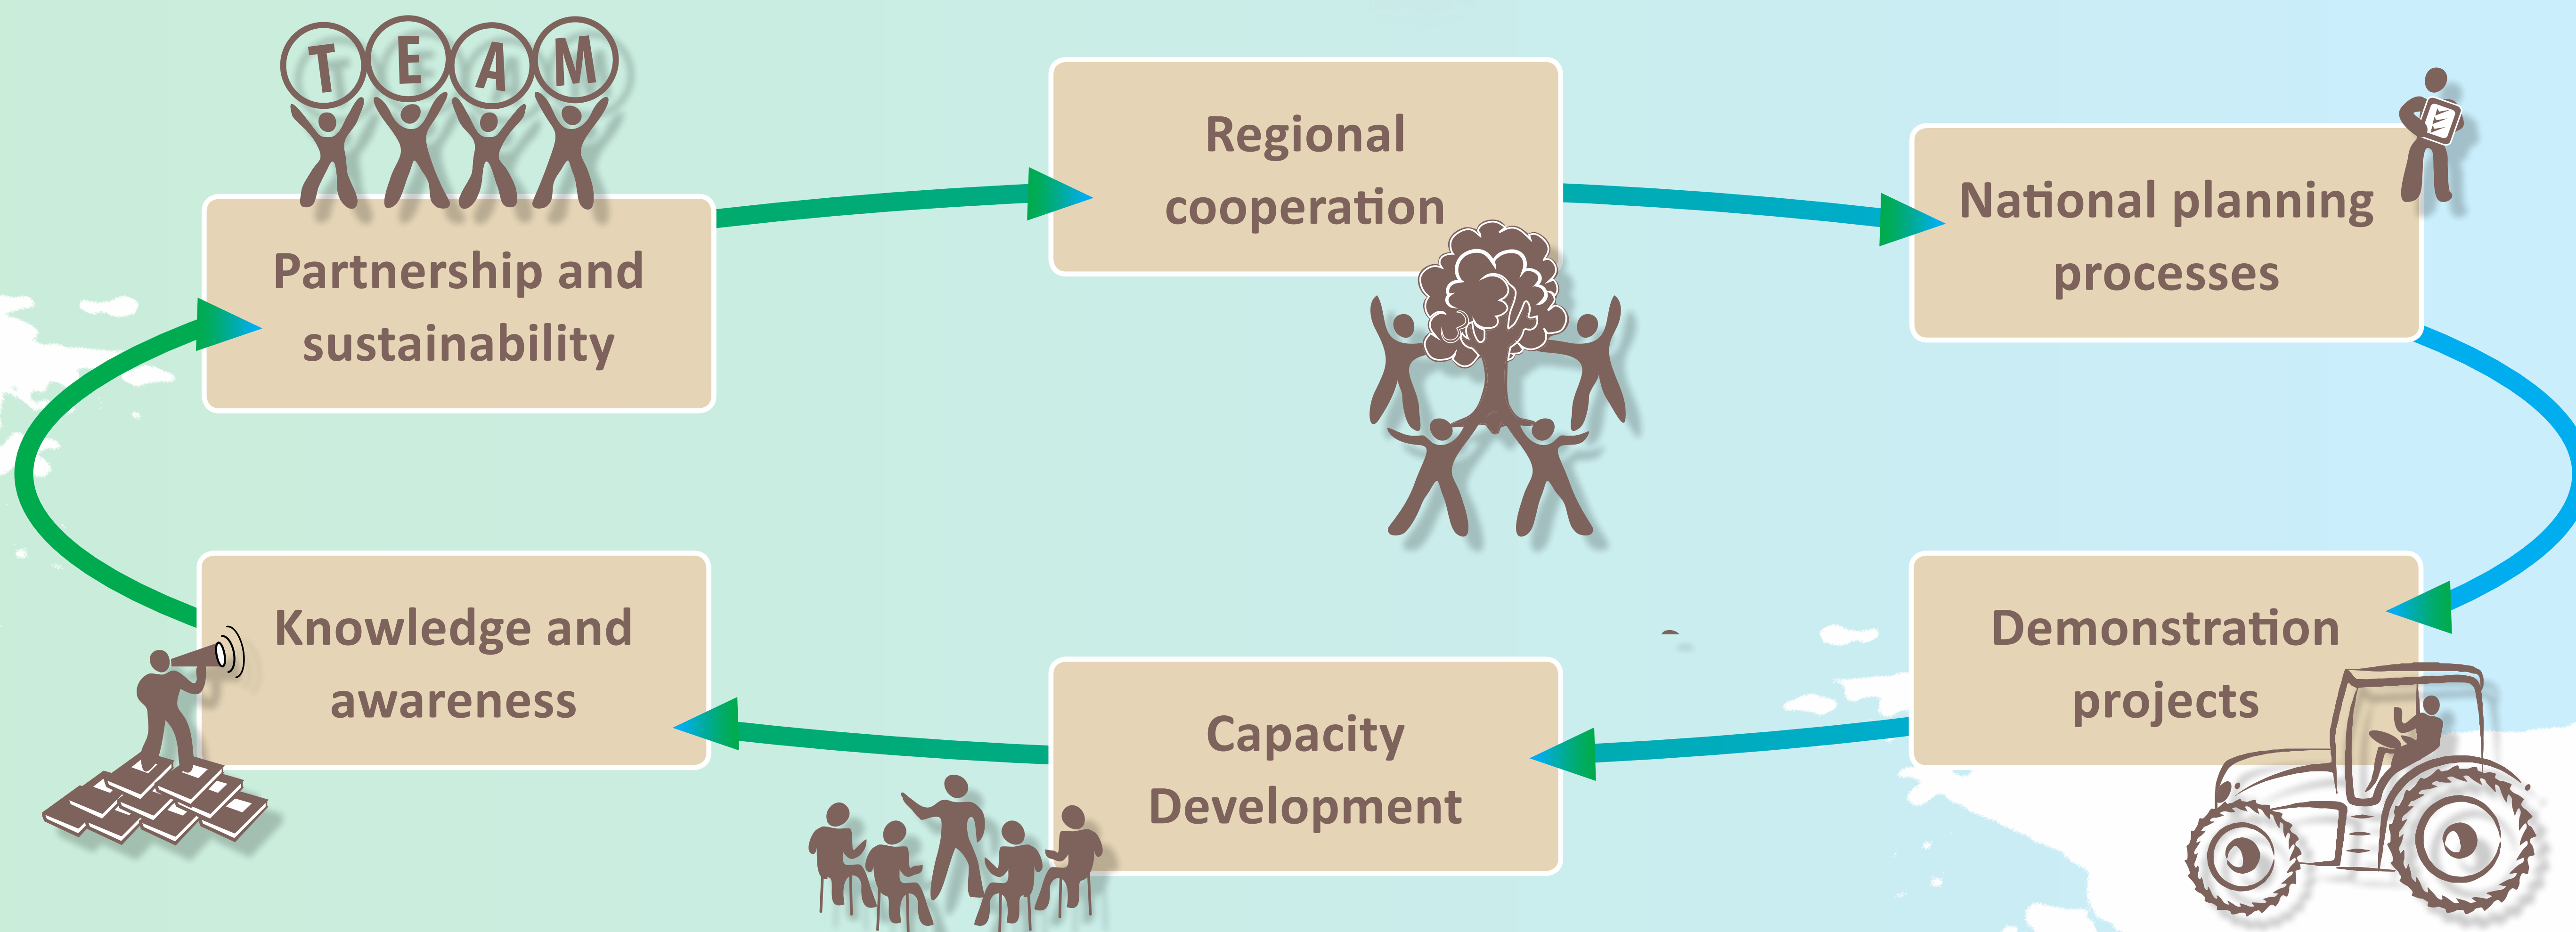 TEAM
Partnership and
sustainability
Regional
cooperation
National planning
processes
Demonstration
projects
Capacity
Development
Knowledge and
awareness